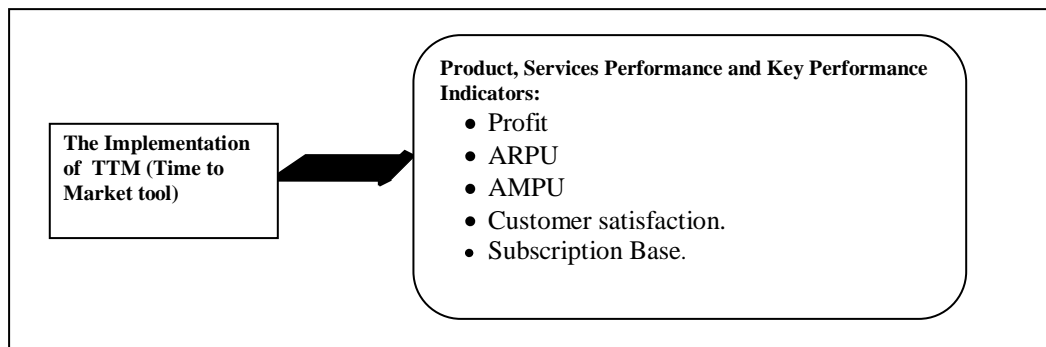 The Implementation
of TTM (Time to
Market tool)
Product, Services Performance and Key Performance
Indicators:
• Profit
• ARPU
• AMPU
• Customer satisfaction.
• Subscription Base.